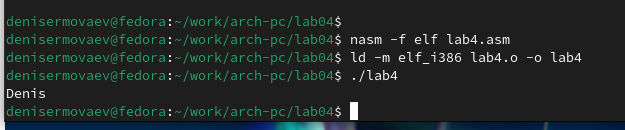 denisermovaev@fedora:~/work/arch-pc/lab04$
denisermovaev@fedora:~/work/arch-pc/lab04$ nasm -f elf lab4.asm
denisermovaev@fedora:~/work/arch-pc/lab04$ ld -m elf_i386 lab4.o -o lab4
denisermovaev@fedora:~/work/arch-pc/lab04$ ./lab4
Denis
denisermovaev@fedora:~/work/arch-pc/lab04$